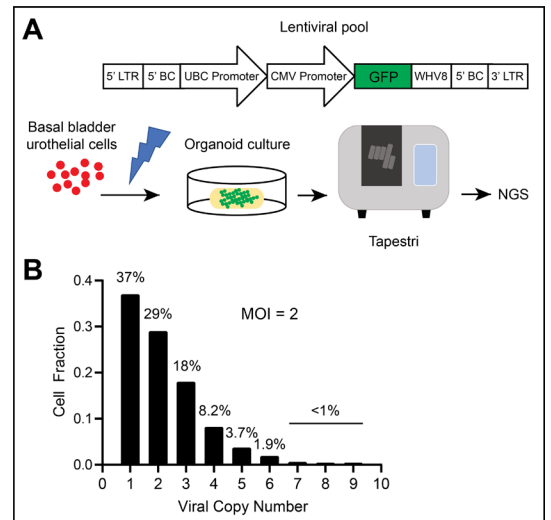 A
Lentiviral pool
5' LTR 5' BC UBC Promoter CMV Promoter GFP WHV8 5' BC 3' LTR
Basal bladder
urothelial cells
Organoid culture
Tapestri
NGS
B
MOI = 2
37%
29%
18%
8.2%
3.7%
1.9%
<1%
Cell Fraction
0.4
0.3
0.2
0.1
0.0
0 1 2 3 4 5 6 7 8 9 10
Viral Copy Number